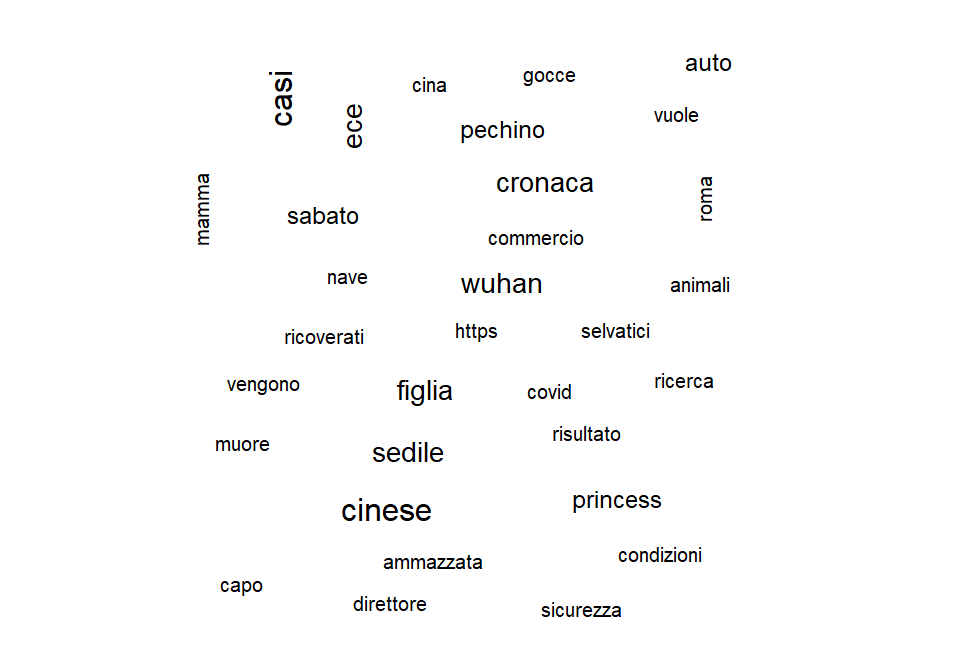 auto
cina
gocce
casi
vuole
ece
pechino
cronaca
mamma
roma
sabato
commercio
nave
wuhan
animali
ricoverati
https
selvatici
vengono
figlia
covid
ricerca
muore
risultato
sedile
cinese
princess
ammazzata
condizioni
capo
direttore
sicurezza